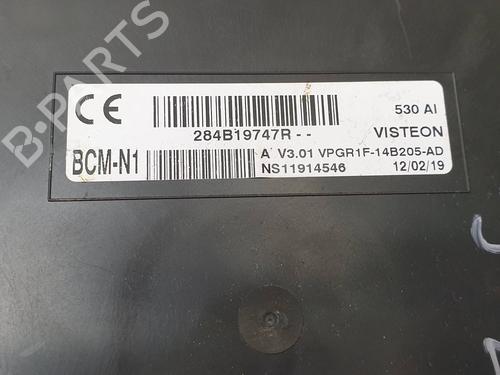 B-PARTS
CE
530 AI
284B19747R - -
VISTEON
BCM-N1
A V3.01 VPGR1F-14B205-AD
NS11914546
12/02/19